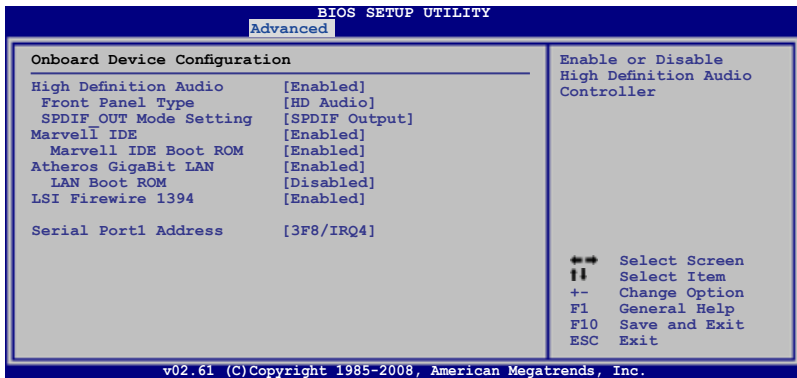 BIOS SETUP UTILITY
Advanced
Onboard Device Configuration
High Definition Audio [Enabled]
Front Panel Type [HD Audio]
SPDIF_OUT Mode Setting [SPDIF Output]
Marvell IDE [Enabled]
Marvell IDE Boot ROM [Enabled]
Atheros GigaBit LAN [Enabled]
LAN Boot ROM [Disabled]
LSI Firewire 1394 [Enabled]
Serial Port1 Address [3F8/IRQ4]
Enable or Disable
High Definition Audio
Controller
←→ Select Screen
↑↓ Select Item
+- Change Option
F1 General Help
F10 Save and Exit
ESC Exit
v02.61 (C)Copyright 1985-2008, American Megatrends, Inc.